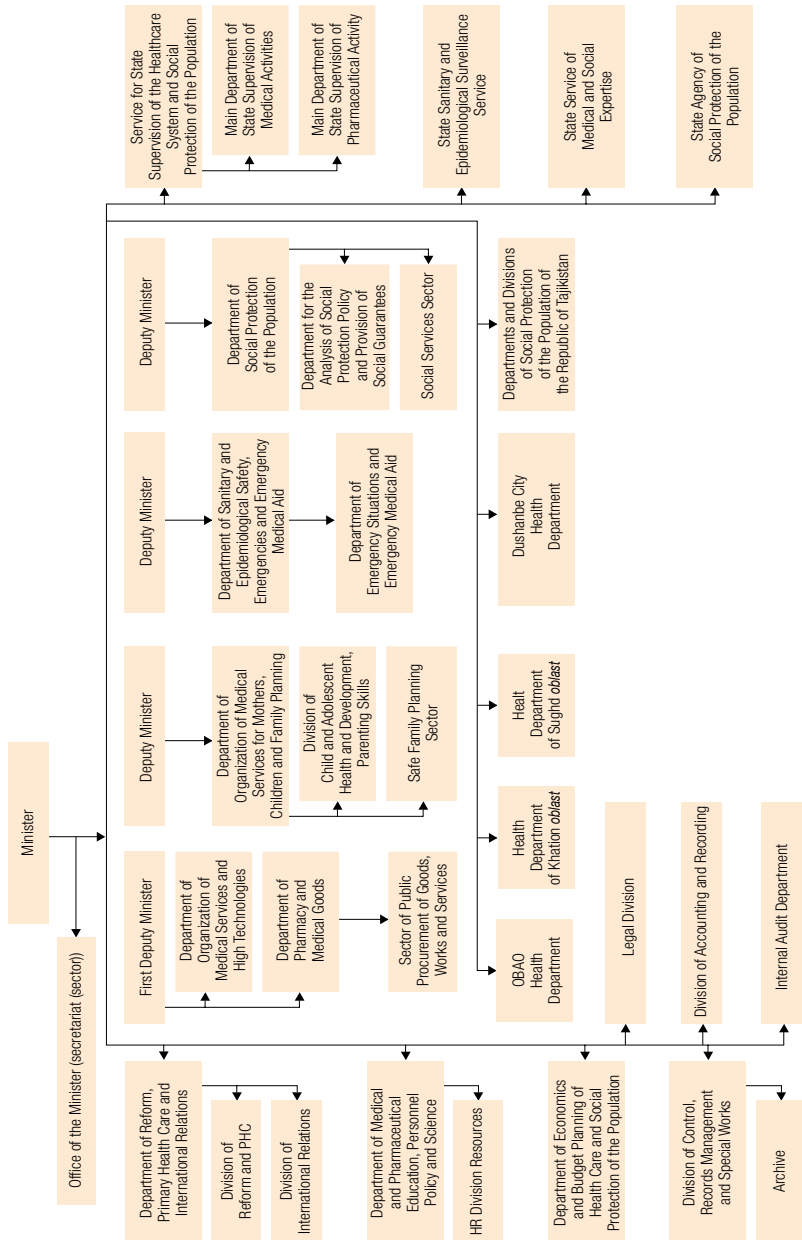 Minister
Office of the Minister (secretariat (sector))
First Deputy Minister
Department of
Organization of
Medical Services and
High Technologies
Department of
Pharmacy and
Medical Goods
Sector of Public
Procurement of Goods,
Works and Services
Deputy Minister
Department of
Organization of Medical
Services for Mothers,
Children and Family Planning
Division of
Child and Adolescent
Health and Development,
Parenting Skills
Safe Family Planning
Sector
Deputy Minister
Department of Sanitary and
Epidemiological Safety,
Emergencies and Emergency
Medical Aid
Department of
Emergency Situations and
Emergency Medical Aid
Deputy Minister
Department of
Social Protection
of the Population
Department for the
Analysis of Social
Protection Policy
and Provision of
Social Guarantees
Social Services Sector
Service for State
Supervision of the Healthcare
System and Social
Protection of the Population
Main Department of
State Supervision of
Medical Activities
Main Department of
State Supervision of
Pharmaceutical Activity
State Sanitary and
Epidemiological Surveillance
Service
State Service of
Medical and Social
Expertise
State Agency of
Social Protection of the
Population
OBAO
Health
Department
Health
Department
of Khation oblast
Healt
Department
of Sughd oblast
Dushanbe City
Health
Department
Departments and Divisions
of Social Protection
of the Population of
the Republic of Tajikistan
Department of Reform,
Primary Health Care and
International Relations
Division of
Reform and PHC
Division of
International Relations
Department of Medical
and Pharmaceutical
Education, Personnel
Policy and Science
HR Division Resources
Department of Economics
and Budget Planning of
Health Care and Social
Protection of the Population
Division of Control,
Records Management
and Special Works
Archive
Legal Division
Division of Accounting and Recording
Internal Audit Department